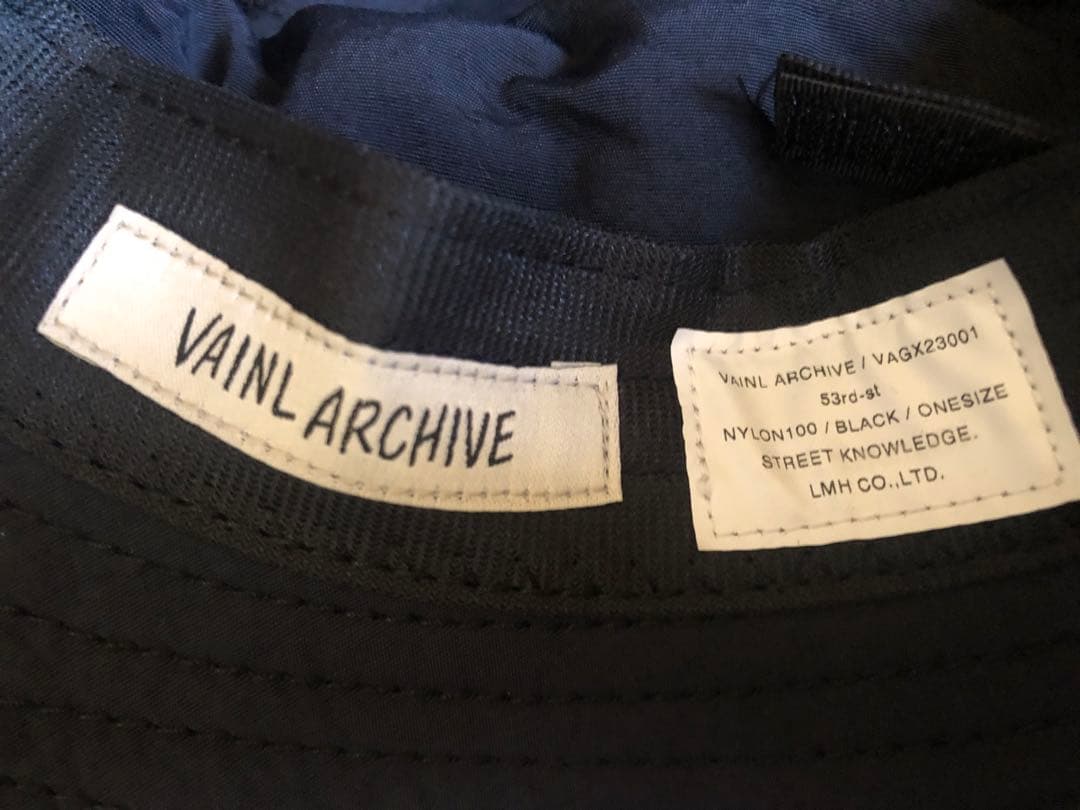 VAINL ARCHIVE
VAINL ARCHIVE / VAGX23001
53rd-st
NYLON100 / BLACK / ONESIZE
STREET KNOWLEDGE.
LMH CO.,LTD.